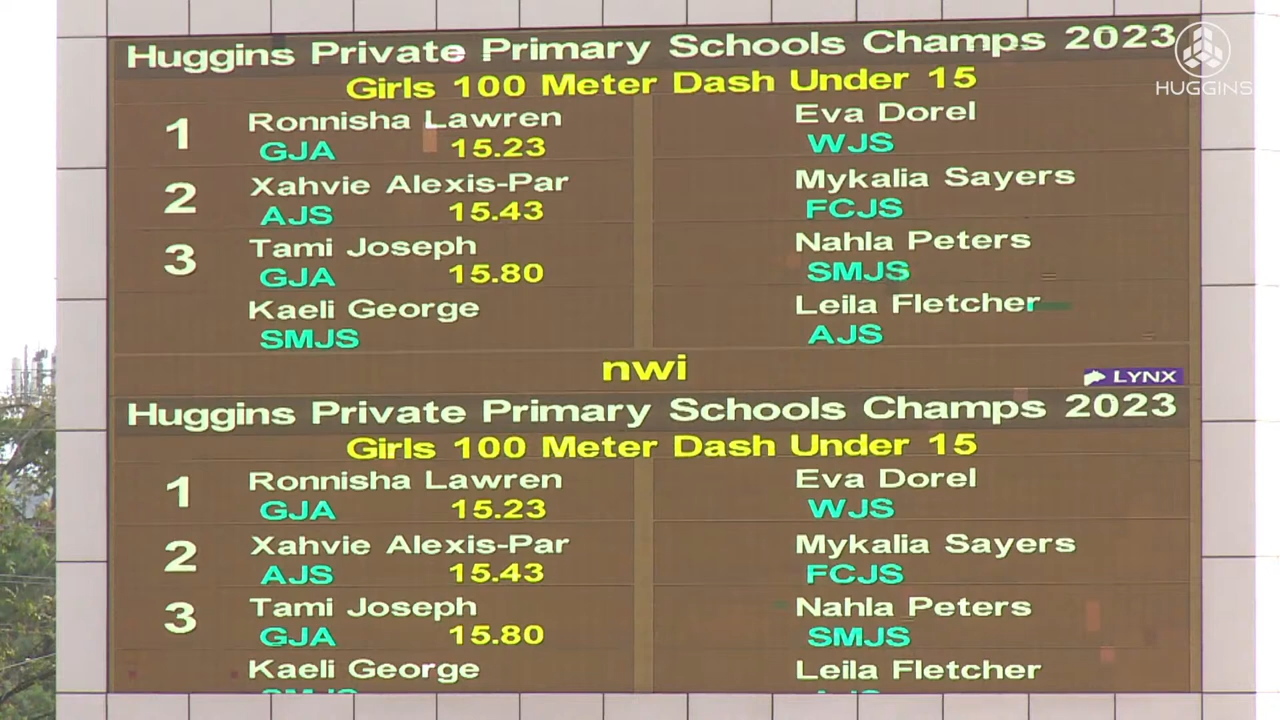 Huggins Private Primary Schools Champs 2023
HUGGINS
Girls 100 Meter Dash Under 15
1 Ronnisha Lawren Eva Dorel
GJA 15.23 WJS
2 Xahvie Alexis-Par Mykalia Sayers
AJS 15.43 FCJS
3 Tami Joseph Nahla Peters
GJA 15.80 SMJS
Kaeli George Leila Fletcher
SMJS AJS
nwi
LYNX
Huggins Private Primary Schools Champs 2023
Girls 100 Meter Dash Under 15
1 Ronnisha Lawren Eva Dorel
GJA 15.23 WJS
2 Xahvie Alexis-Par Mykalia Sayers
AJS 15.43 FCJS
3 Tami Joseph Nahla Peters
GJA 15.80 SMJS
Kaeli George Leila Fletcher